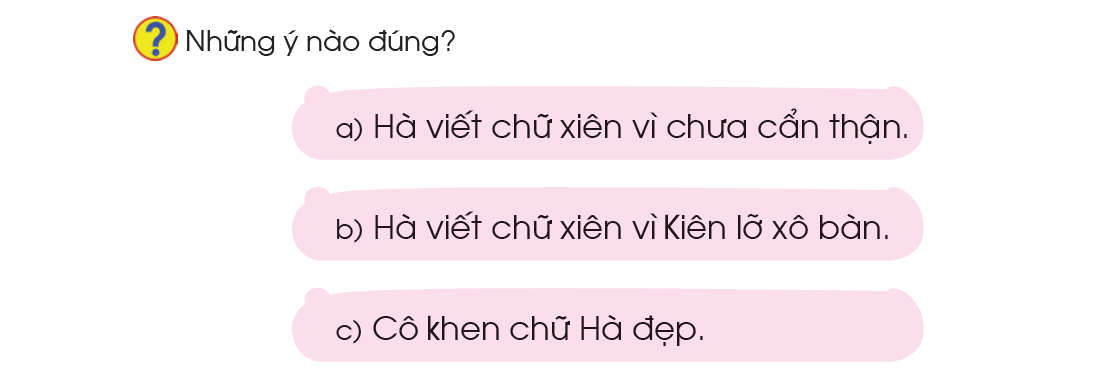 ? Những ý nào đúng?
a) Hà viết chữ xiên vì chưa cẩn thận.
b) Hà viết chữ xiên vì Kiên lỡ xô bàn.
c) Cô khen chữ Hà đẹp.